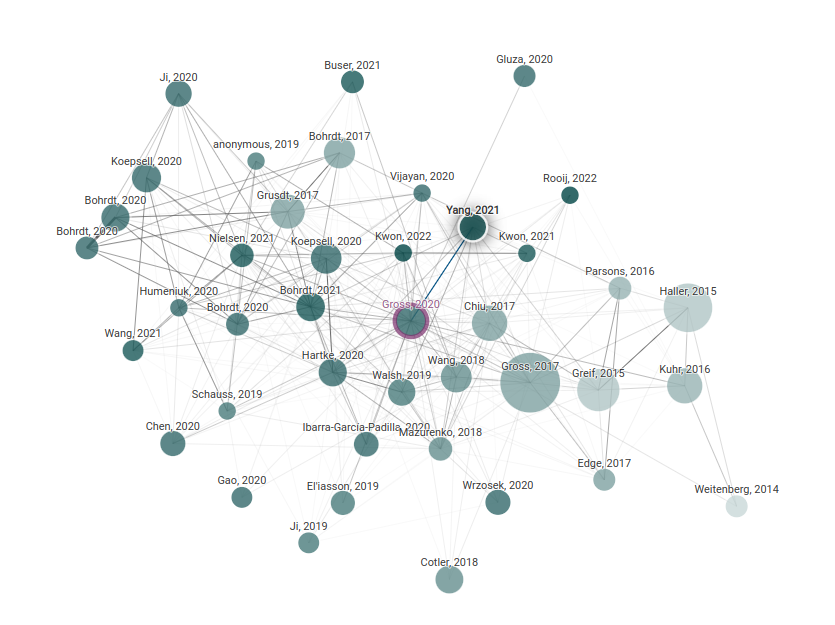 Gluza, 2020
Buser, 2021
Ji, 2020
Bohrdt, 2017
anonymous, 2019
Koepsell, 2020
Vijayan, 2020
Rooij, 2022
Grusdt, 2017
Bohrdt, 2020
Yang, 2021
Bohrdt, 2020
Nielsen, 2021
Koepsell, 2020
Kwon, 2022
Kwon, 2021
Parsons, 2016
Humeniuk, 2020
Bohrdt, 2021
Haller, 2015
Gross, 2020
Chiu, 2017
Bohrdt, 2020
Wang, 2021
Hartke, 2020
Wang, 2018
Walsh, 2019
Gross, 2017
Greif, 2015
Kuhr, 2016
Schauss, 2019
Chen, 2020
Ibarra-García-Padilla, 2020
Mazurenko, 2018
Edge, 2017
Gao, 2020
El'iasson, 2019
Wrzosek, 2020
Weitenberg, 2014
Ji, 2019
Cotler, 2018